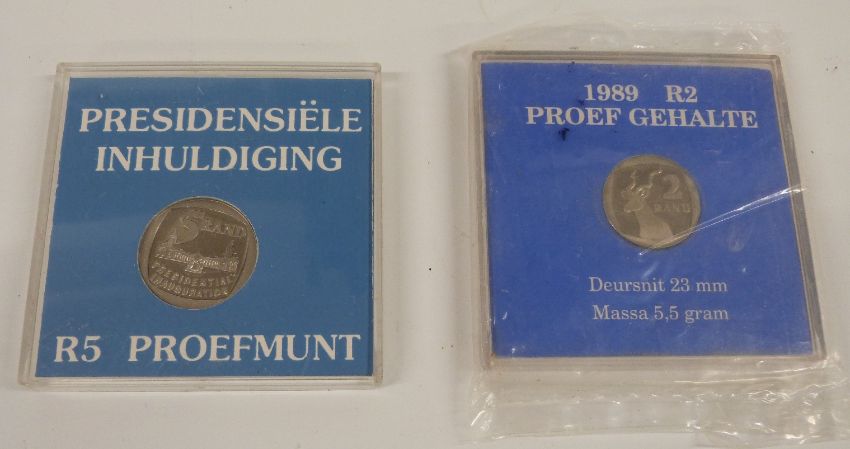 PRESIDENSIËLE
INHULDIGING
5 RAND
PRESIDENTIAL
INAUGURATION
R5 PROEFMUNT
1989 R2
PROEF GEHALTE
2
RAND
Deursnit 23 mm
Massa 5,5 gram